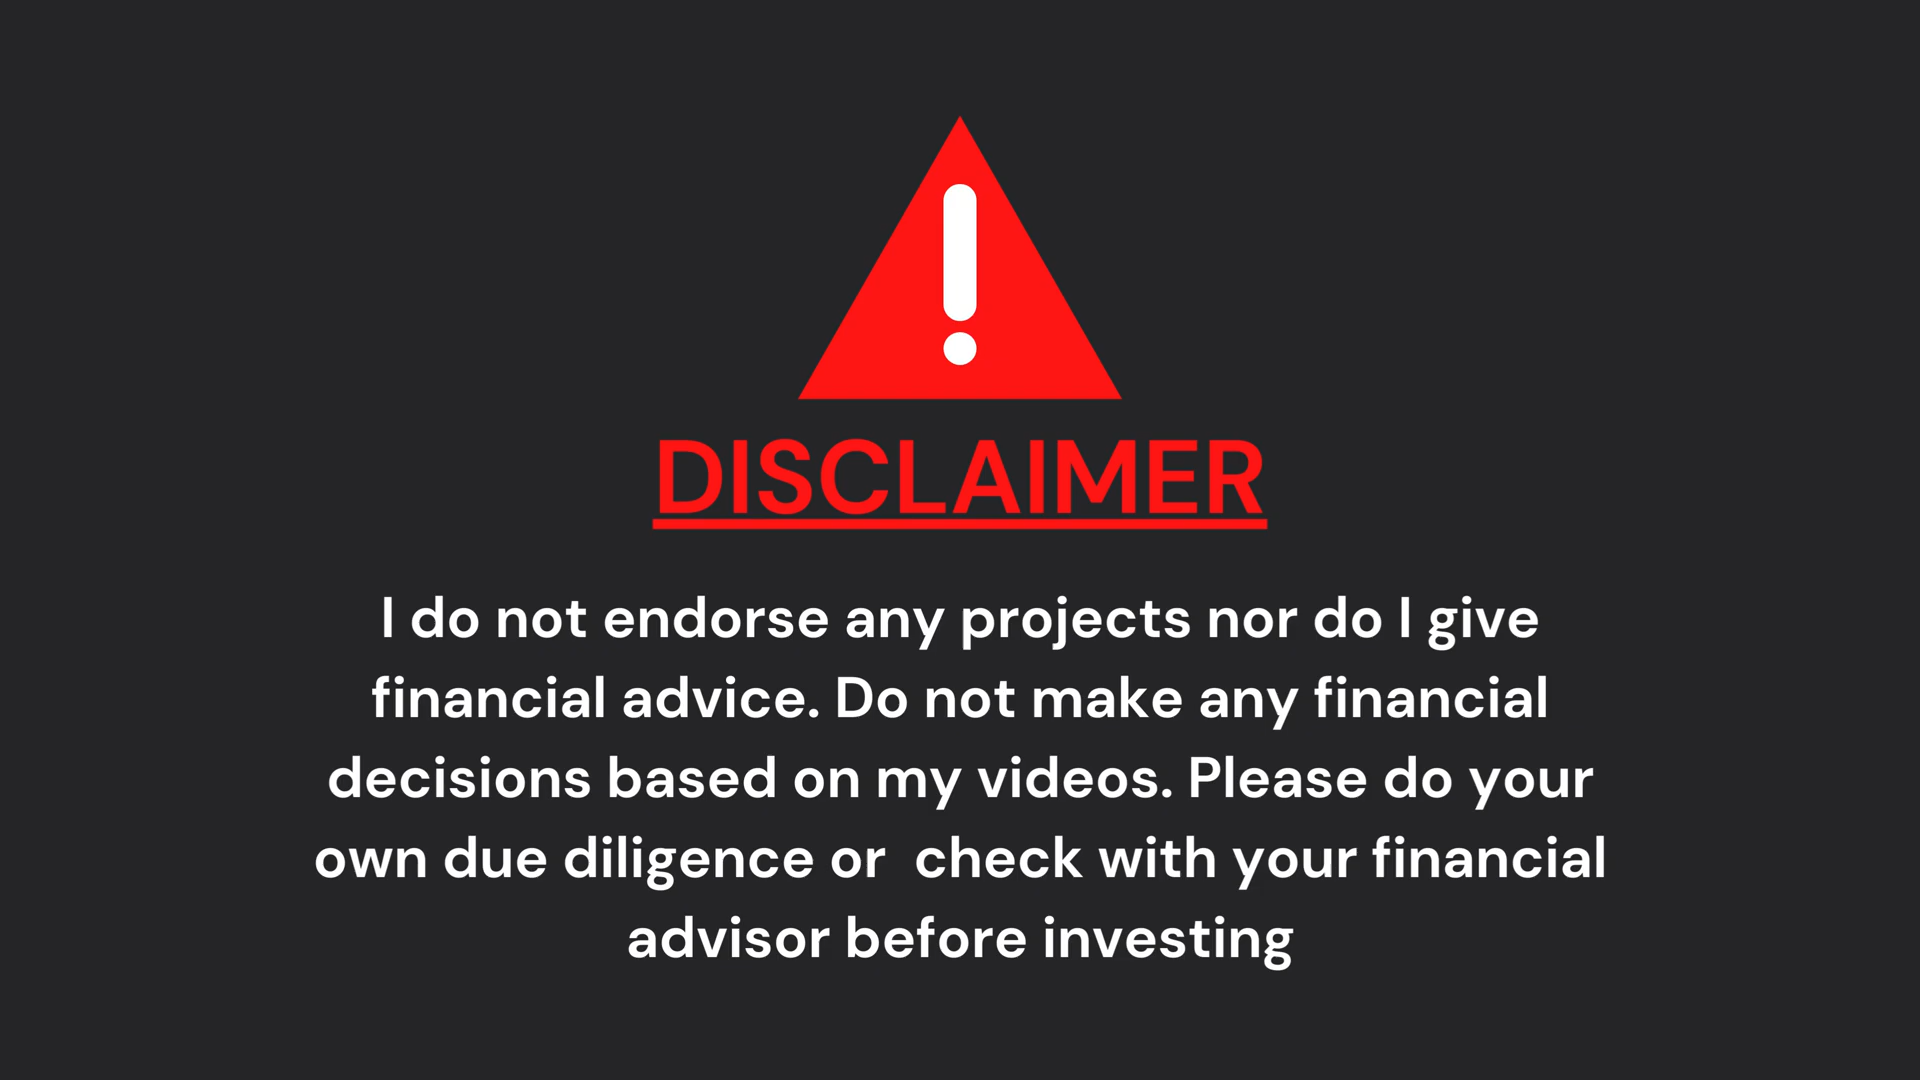 DISCLAIMER
I do not endorse any projects nor do I give
financial advice. Do not make any financial
decisions based on my videos. Please do your
own due diligence or  check with your financial
advisor before investing